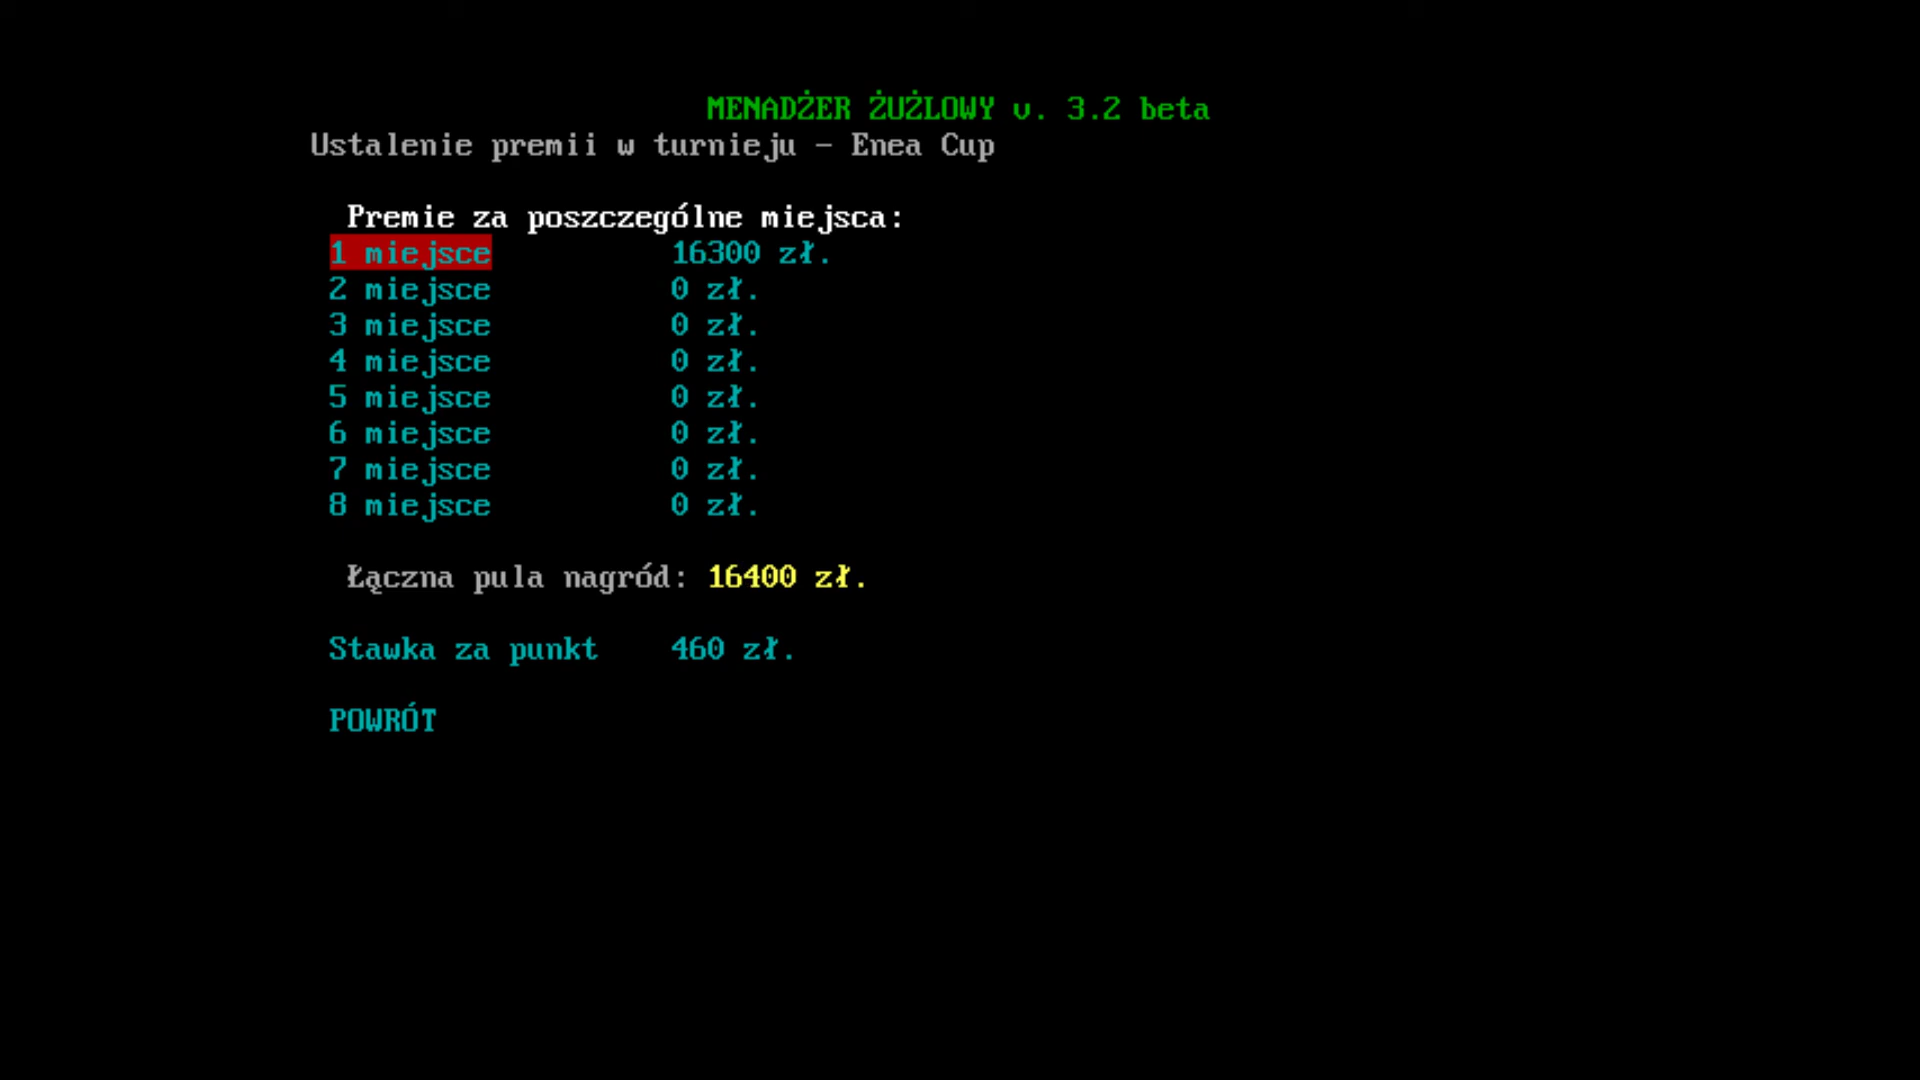 MENADŻER ŻUŻLOWY v. 3.2 beta
Ustalenie premii w turnieju - Enea Cup
Premie za poszczególne miejsca:
1 miejsce 16300 zł.
2 miejsce 0 zł.
3 miejsce 0 zł.
4 miejsce 0 zł.
5 miejsce 0 zł.
6 miejsce 0 zł.
7 miejsce 0 zł.
8 miejsce 0 zł.
Łączna pula nagród: 16400 zł.
Stawka za punkt 460 zł.
POWRÓT